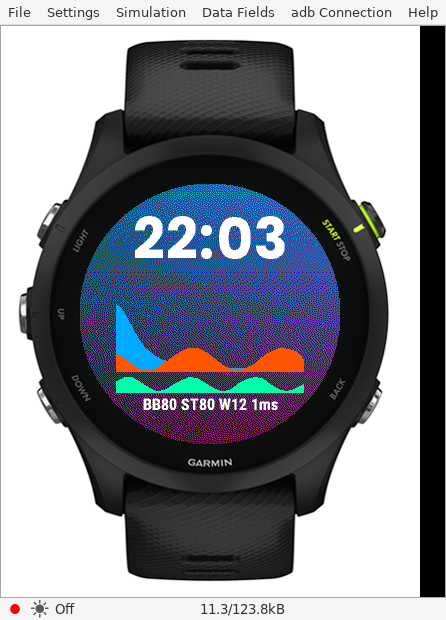 File Settings Simulation Data Fields adb Connection Help
22:03
START STOP
LIGHT
UP
DOWN
BACK
BB80 ST80 W12 1ms
GARMIN
Off 11.3/123.8kB